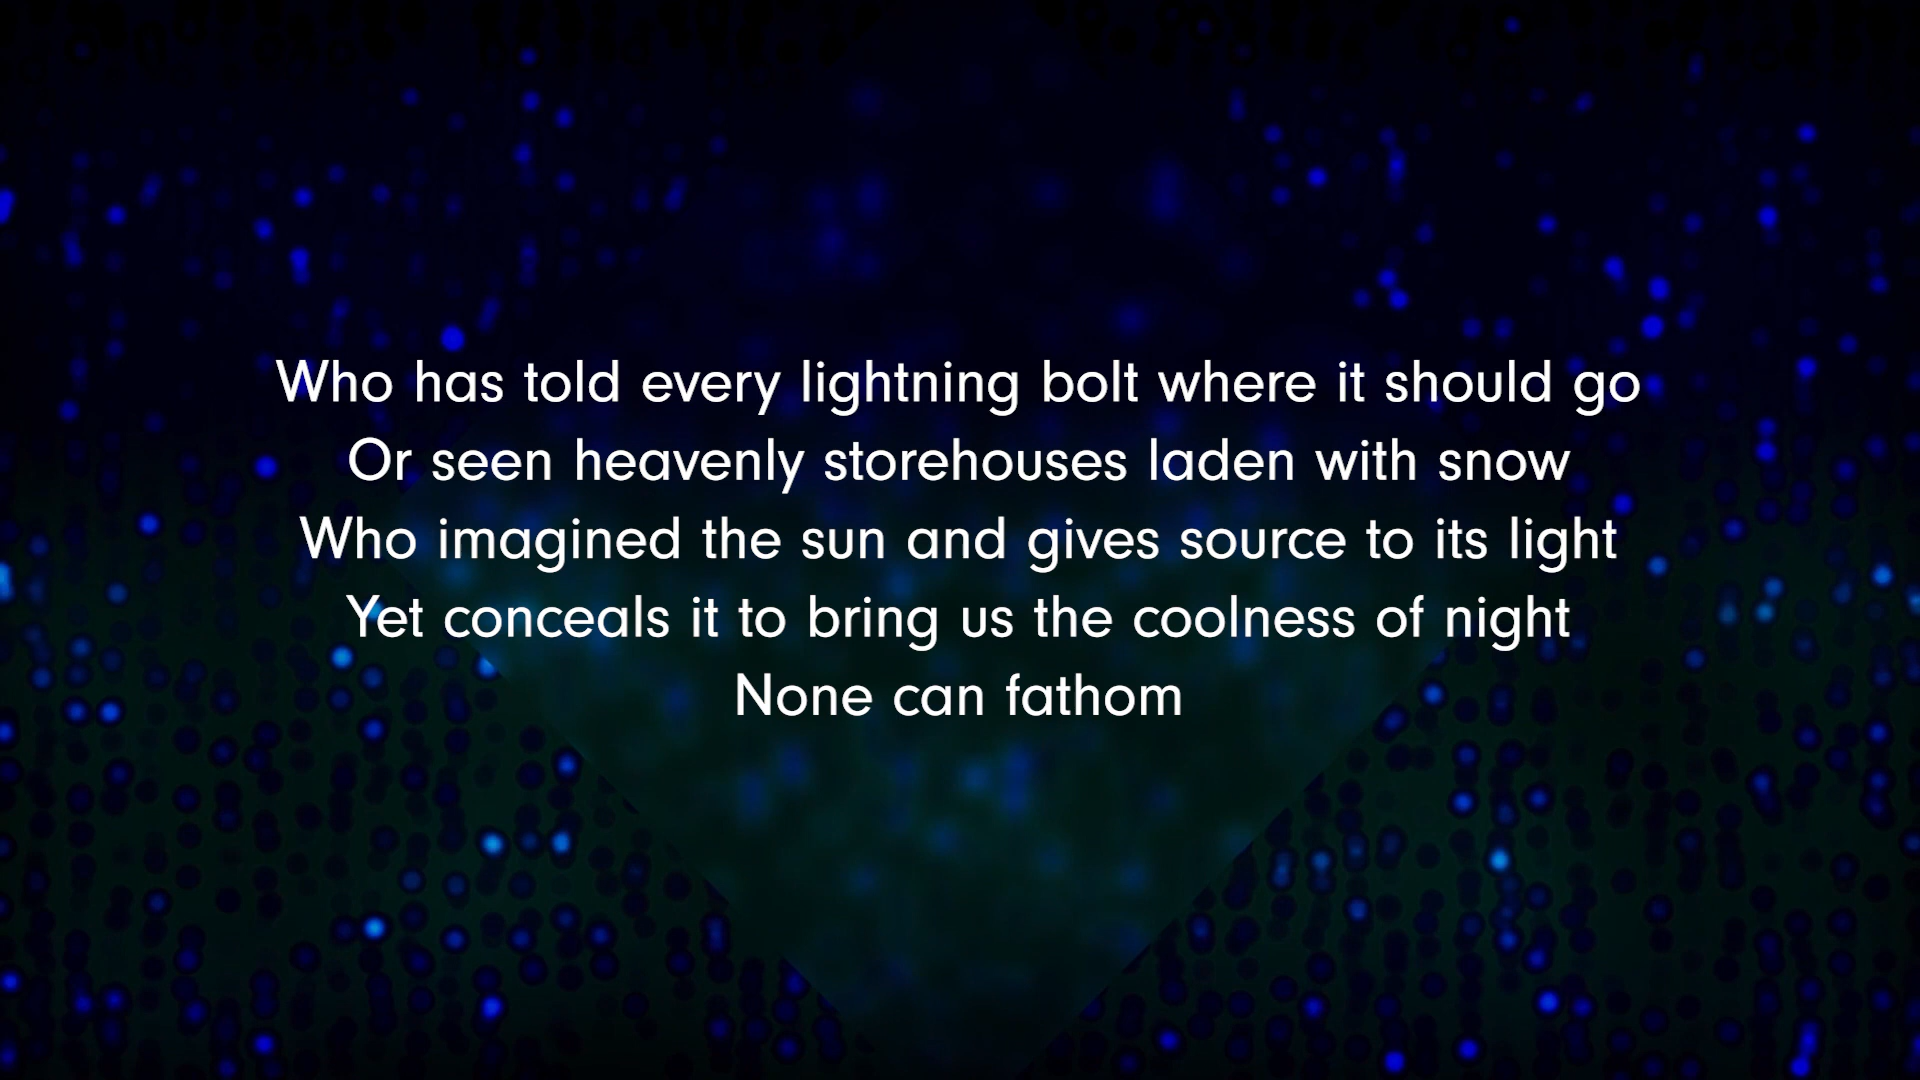 Who has told every lightning bolt where it should go
Or seen heavenly storehouses laden with snow
Who imagined the sun and gives source to its light
Yet conceals it to bring us the coolness of night
None can fathom